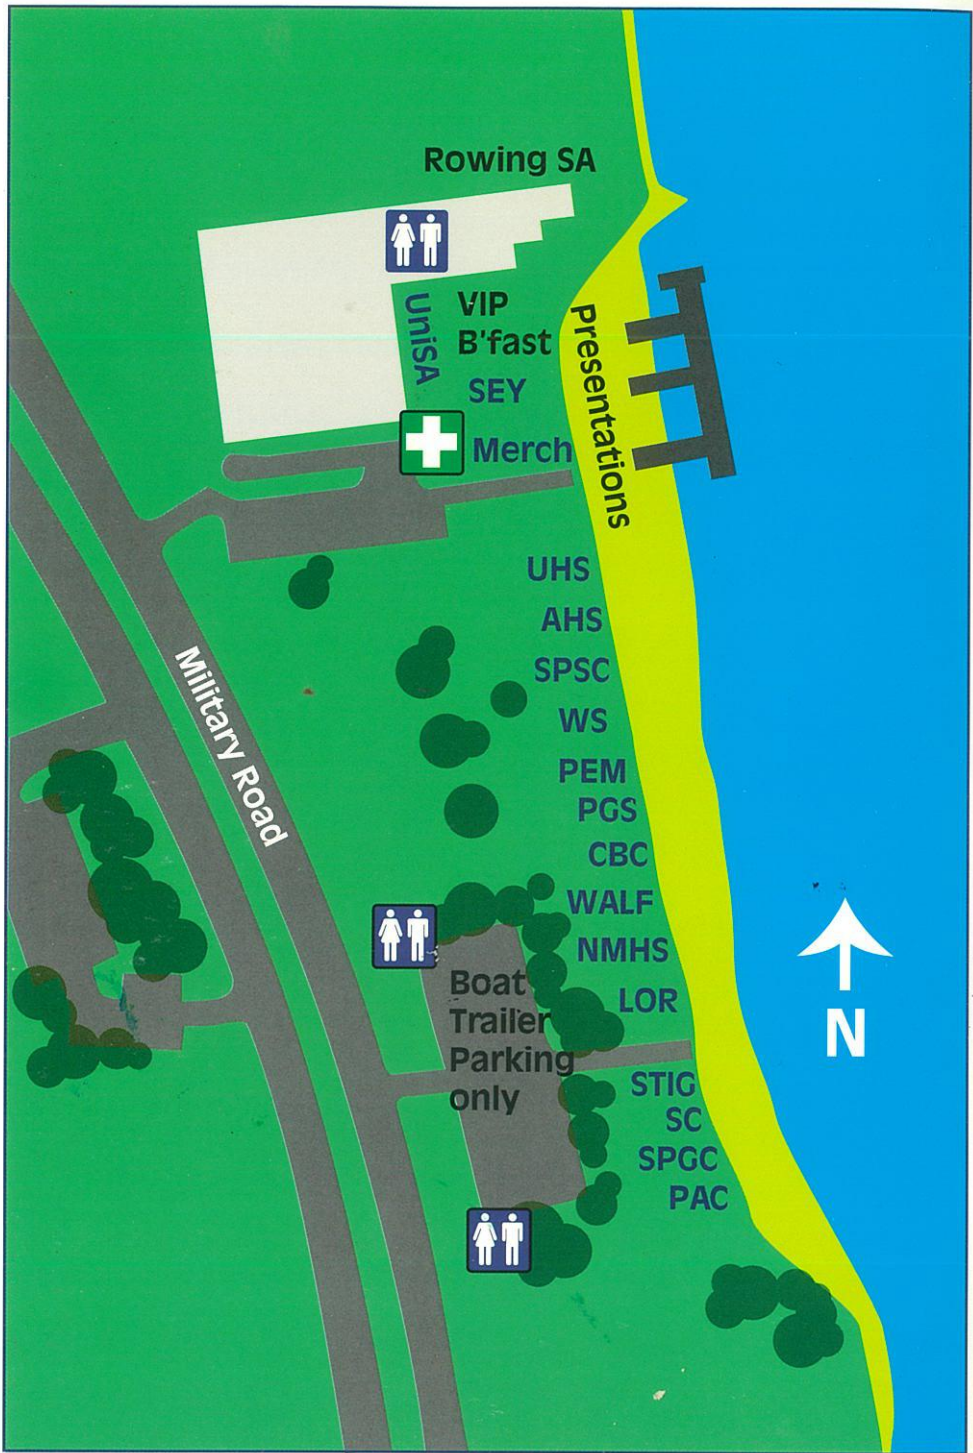 Rowing SA
UniSA
VIP
B'fast
SEY
Merch
Presentations
UHS
AHS
SPSC
WS
PEM
PGS
CBC
WALF
NMHS
LOR
Military Road
Boat
Trailer
Parking
only
STIG
SC
SPGC
PAC
N